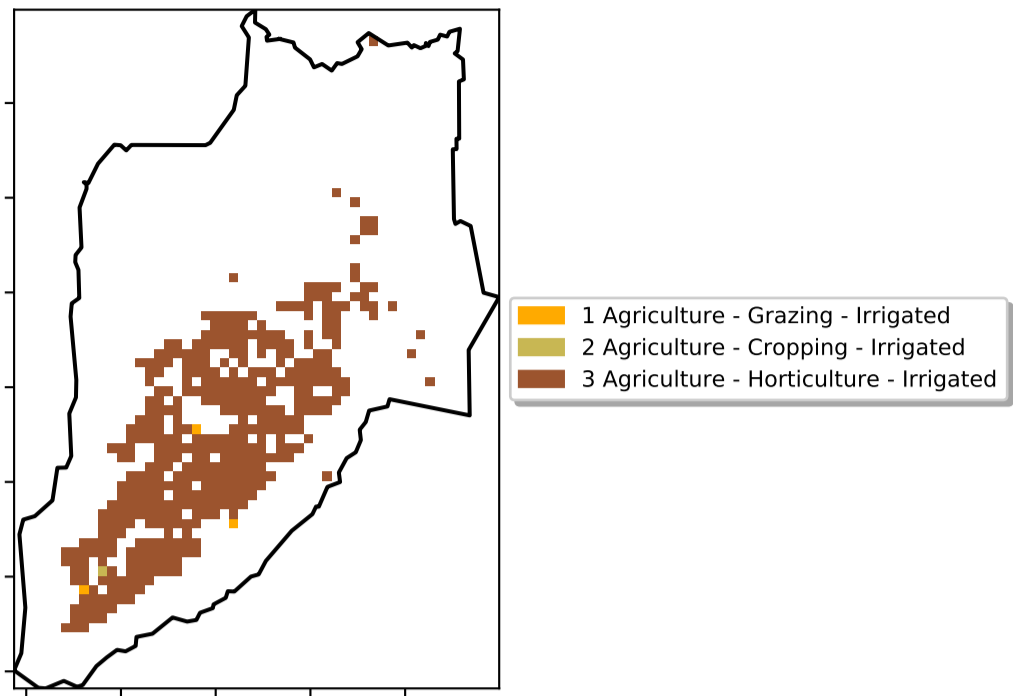 1 Agriculture - Grazing - Irrigated
2 Agriculture - Cropping - Irrigated
3 Agriculture - Horticulture - Irrigated